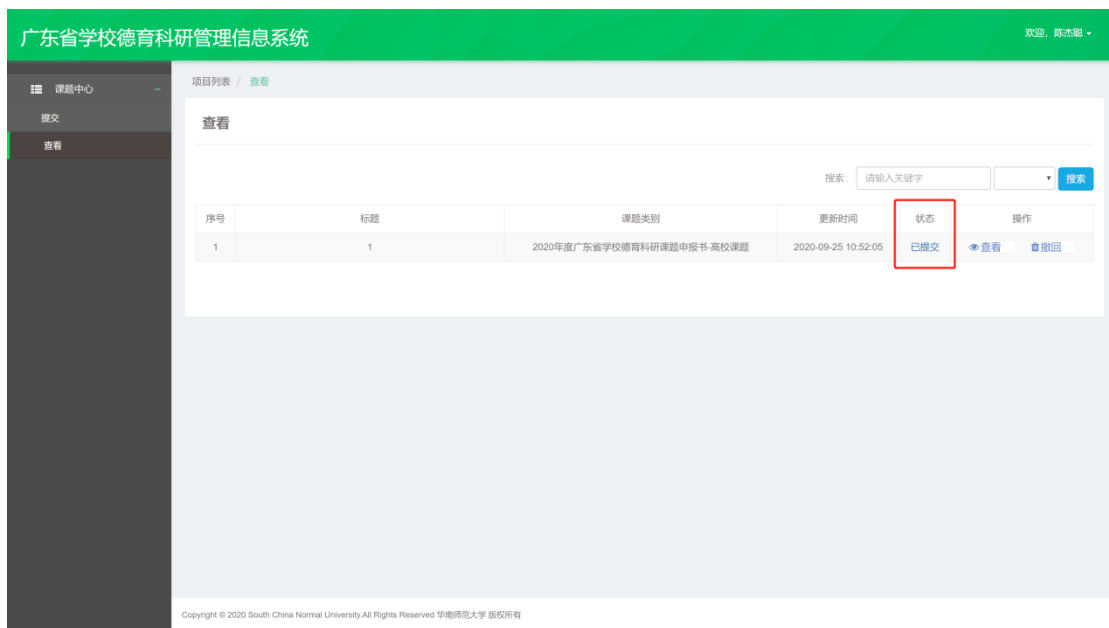 广东省学校德育科研管理信息系统
欢迎，陈杰聪
课题中心
提交
查看
项目列表 / 查看
查看
搜索： 请输入关键字 搜索
序号 标题 课题类别 更新时间 状态 操作
1 1 2020年度广东省学校德育科研课题申报书-高校课题 2020-09-25 10:52:05 已提交 查看 撤回
Copyright © 2020 South China Normal University.All Rights Reserved 华南师范大学 版权所有